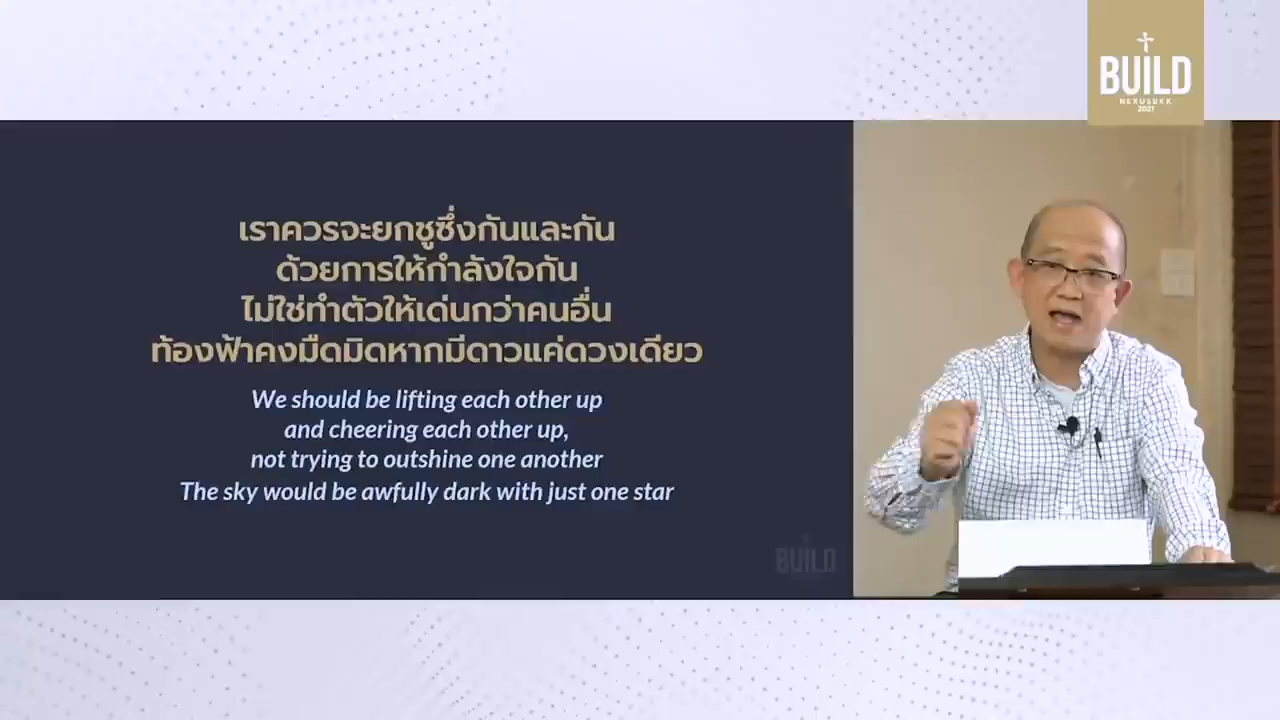 BUILD
NEXUSUKK
2021
เราควรจะยกชูซึ่งกันและกัน
ด้วยการให้กำลังใจกัน
ไม่ใช่ทำตัวให้เด่นกว่าคนอื่น
ท้องฟ้าคงมืดมิดหากมีดาวแค่ดวงเดียว
We should be lifting each other up
and cheering each other up,
not trying to outshine one another
The sky would be awfully dark with just one star
BUILD